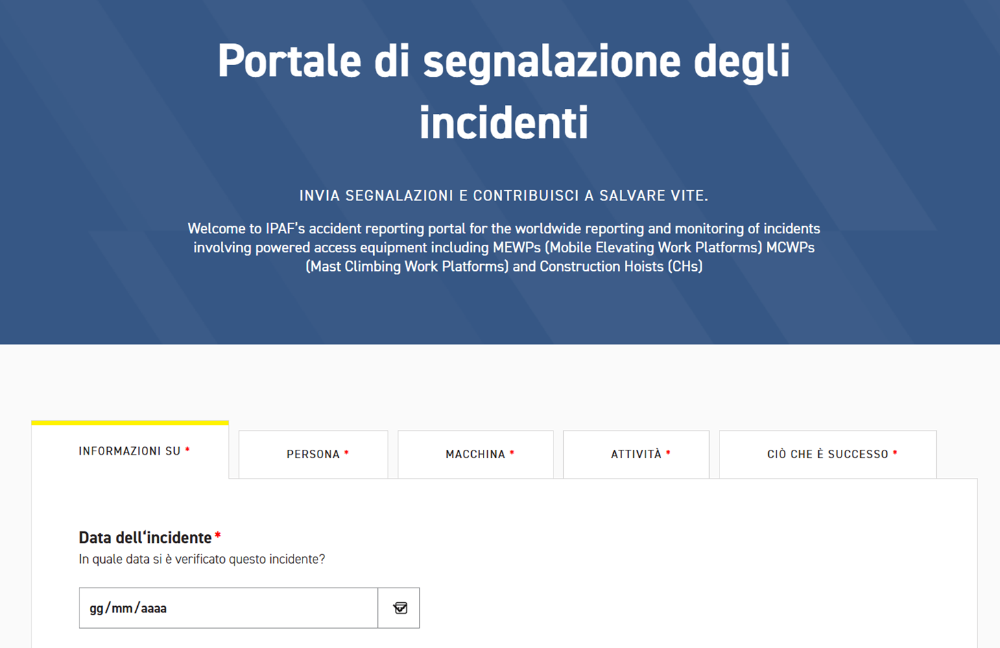 Portale di segnalazione degli
incidenti
INVIA SEGNALAZIONI E CONTRIBUISCI A SALVARE VITE.
Welcome to IPAF's accident reporting portal for the worldwide reporting and monitoring of incidents
involving powered access equipment including MEWPs (Mobile Elevating Work Platforms) MCWPs
(Mast Climbing Work Platforms) and Construction Hoists (CHs)
INFORMAZIONI SU *
PERSONA *
MACCHINA *
ATTIVITÀ *
CIÒ CHE È SUCCESSO *
Data dell‘incidente*
In quale data si è verificato questo incidente?
gg/mm/aaaa